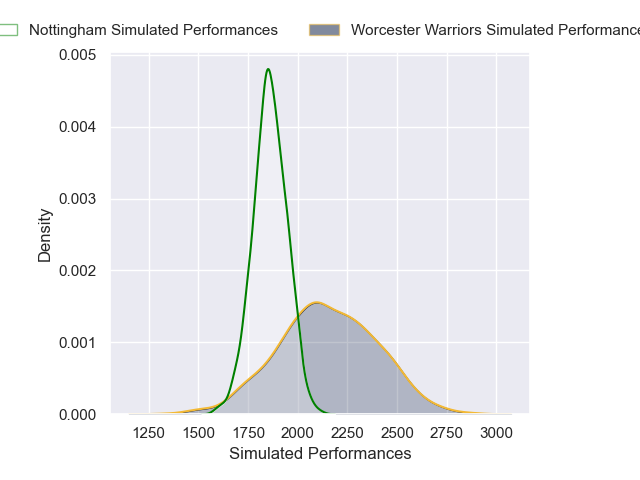 Nottingham Simulated Performances Worcester Warriors Simulated Performance
0.005
0.004
0.003
0.002
0.001
0.000
Density
1250 1500 1750 2000 2250 2500 2750 3000
Simulated Performances